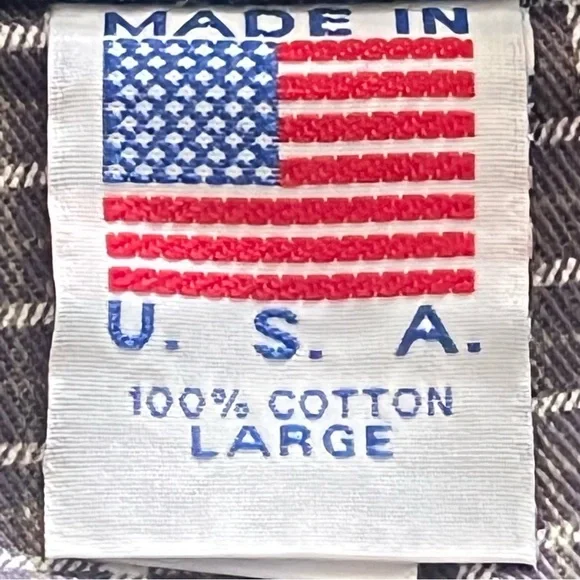 MADE IN
U. S. A.
100% COTTON
LARGE